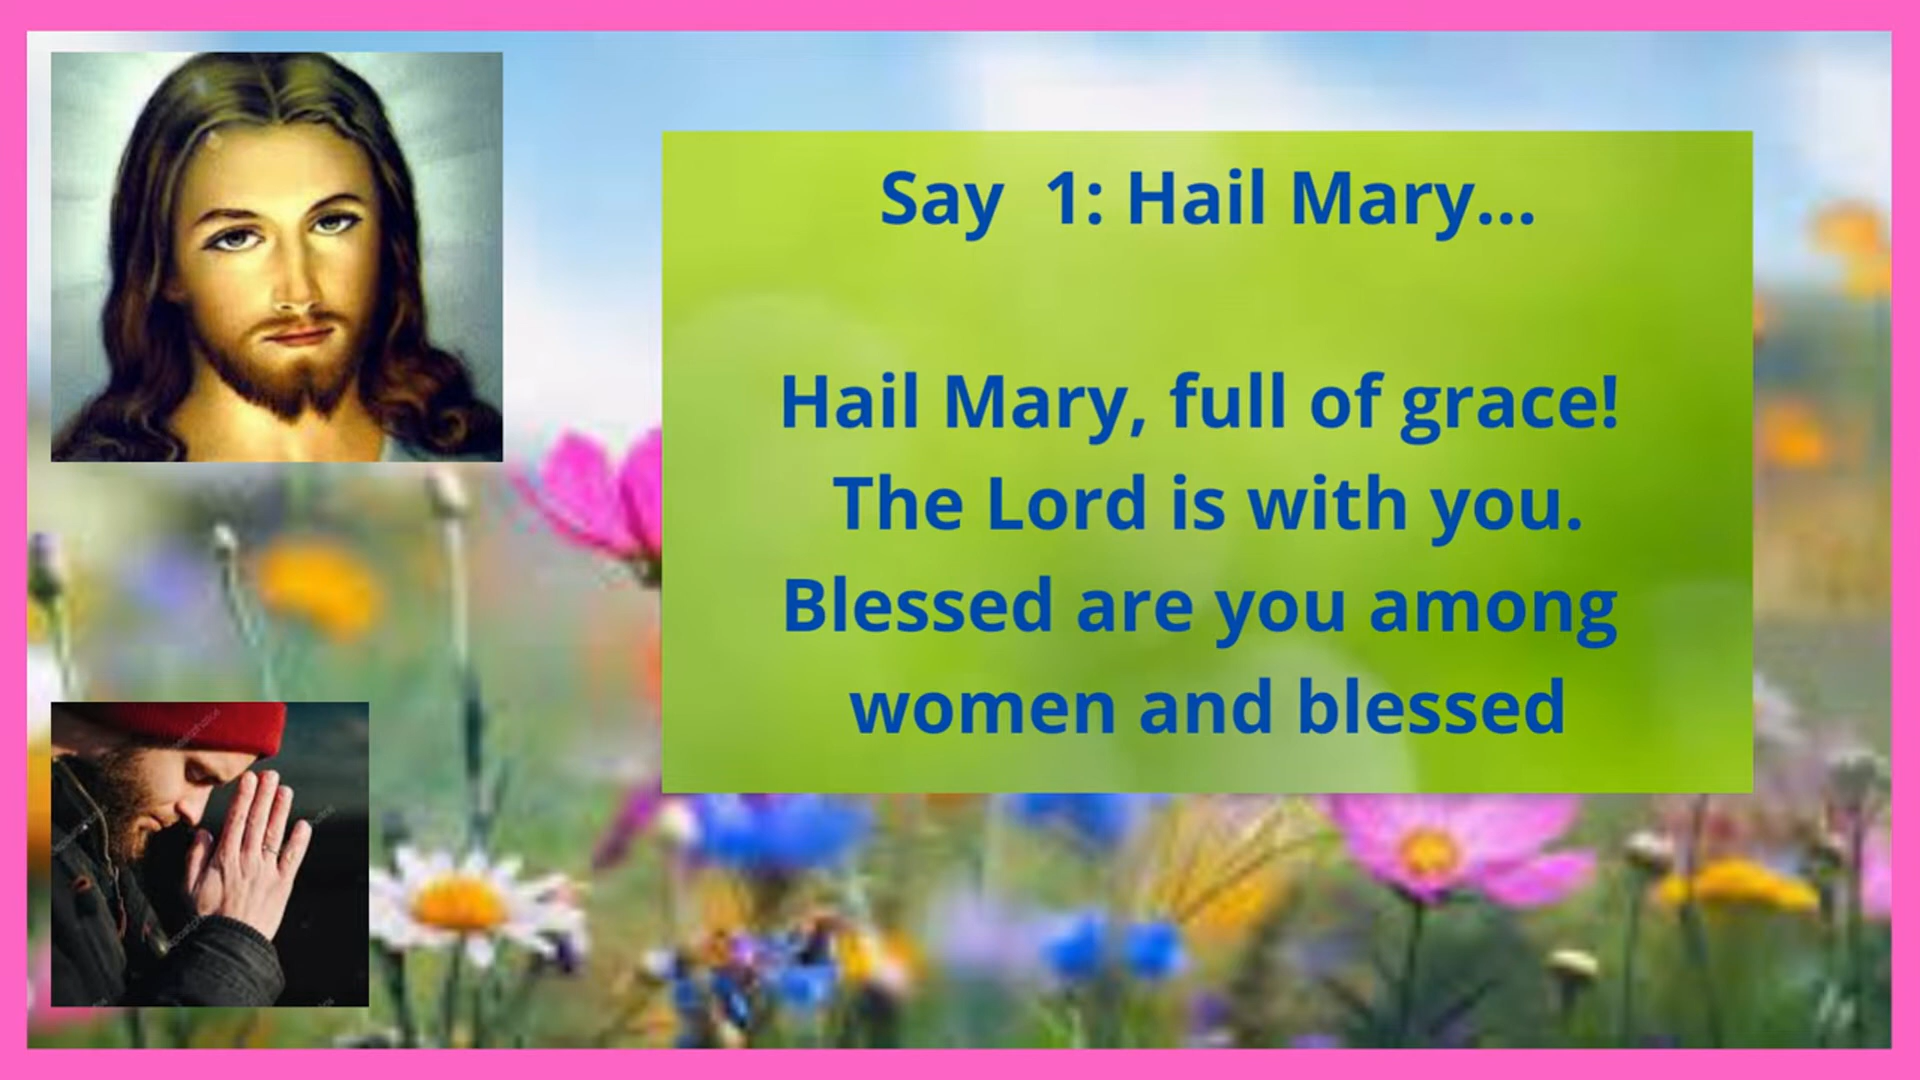 Say 1: Hail Mary...
Hail Mary, full of grace!
The Lord is with you.
Blessed are you among
women and blessed